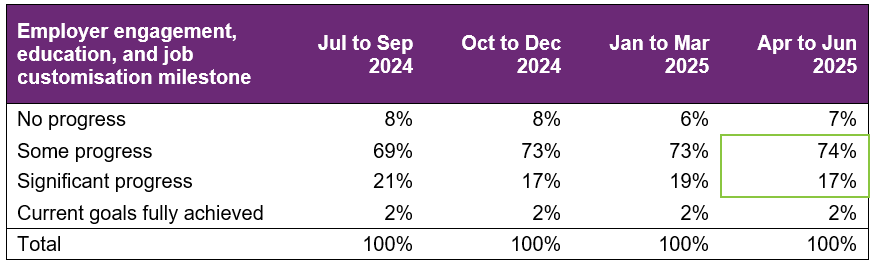 Employer engagement, education, and job customisation milestone Jul to Sep 2024 Oct to Dec 2024 Jan to Mar 2025 Apr to Jun 2025
No progress 8% 8% 6% 7%
Some progress 69% 73% 73% 74%
Significant progress 21% 17% 19% 17%
Current goals fully achieved 2% 2% 2% 2%
Total 100% 100% 100% 100%